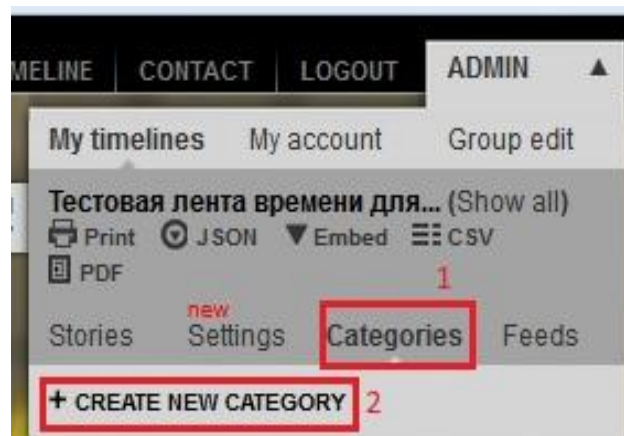 MELINE CONTACT LOGOUT ADMIN ▲
My timelines My account Group edit
Тестовая лента времени для... (Show all)
Print JSON ▼ Embed CSV
PDF
1
new
Stories Settings Categories Feeds
+ CREATE NEW CATEGORY 2